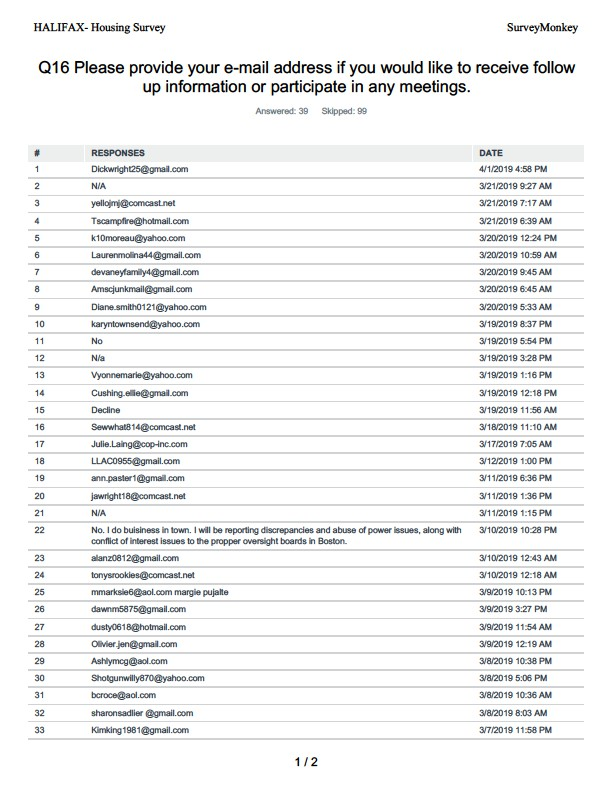 HALIFAX- Housing Survey SurveyMonkey
Q16 Please provide your e-mail address if you would like to receive follow
up information or participate in any meetings.
Answered: 39 Skipped: 99
# RESPONSES DATE
1 Dickwright25@gmail.com 4/1/2019 4:58 PM
2 N/A 3/21/2019 9:27 AM
3 yellojmj@comcast.net 3/21/2019 7:17 AM
4 Tscampfire@hotmail.com 3/21/2019 6:39 AM
5 k10moreau@yahoo.com 3/20/2019 12:24 PM
6 Laurenmolina44@gmail.com 3/20/2019 10:59 AM
7 devaneyfamily4@gmail.com 3/20/2019 9:45 AM
8 Amscjunkmail@gmail.com 3/20/2019 6:45 AM
9 Diane.smith0121@yahoo.com 3/20/2019 5:33 AM
10 karyntownsend@yahoo.com 3/19/2019 8:37 PM
11 No 3/19/2019 5:54 PM
12 N/a 3/19/2019 3:28 PM
13 Vyonnemarie@yahoo.com 3/19/2019 1:16 PM
14 Cushing.ellie@gmail.com 3/19/2019 12:18 PM
15 Decline 3/19/2019 11:56 AM
16 Sewwhat814@comcast.net 3/18/2019 11:10 AM
17 Julie.Laing@cop-inc.com 3/17/2019 7:05 AM
18 LLAC0955@gmail.com 3/12/2019 1:00 PM
19 ann.paster1@gmail.com 3/11/2019 6:36 PM
20 jawright18@comcast.net 3/11/2019 1:36 PM
21 N/A 3/11/2019 1:15 PM
22 No. I do buisiness in town. I will be reporting discrepancies and abuse of power issues, along with 3/10/2019 10:28 PM
conflict of interest issues to the propper oversight boards in Boston.
23 alanz0812@gmail.com 3/10/2019 12:43 AM
24 tonysrookies@comcast.net 3/10/2019 12:18 AM
25 mmarksie6@aol.com margie pujalte 3/9/2019 10:13 PM
26 dawnm5875@gmail.com 3/9/2019 3:27 PM
27 dusty0618@hotmail.com 3/9/2019 11:54 AM
28 Olivier.jen@gmail.com 3/9/2019 12:19 AM
29 Ashlymcg@aol.com 3/8/2019 10:38 PM
30 Shotgunwilly870@yahoo.com 3/8/2019 5:06 PM
31 bcroce@aol.com 3/8/2019 10:36 AM
32 sharonsadlier @gmail.com 3/8/2019 8:03 AM
33 Kimking1981@gmail.com 3/7/2019 11:58 PM
1 / 2